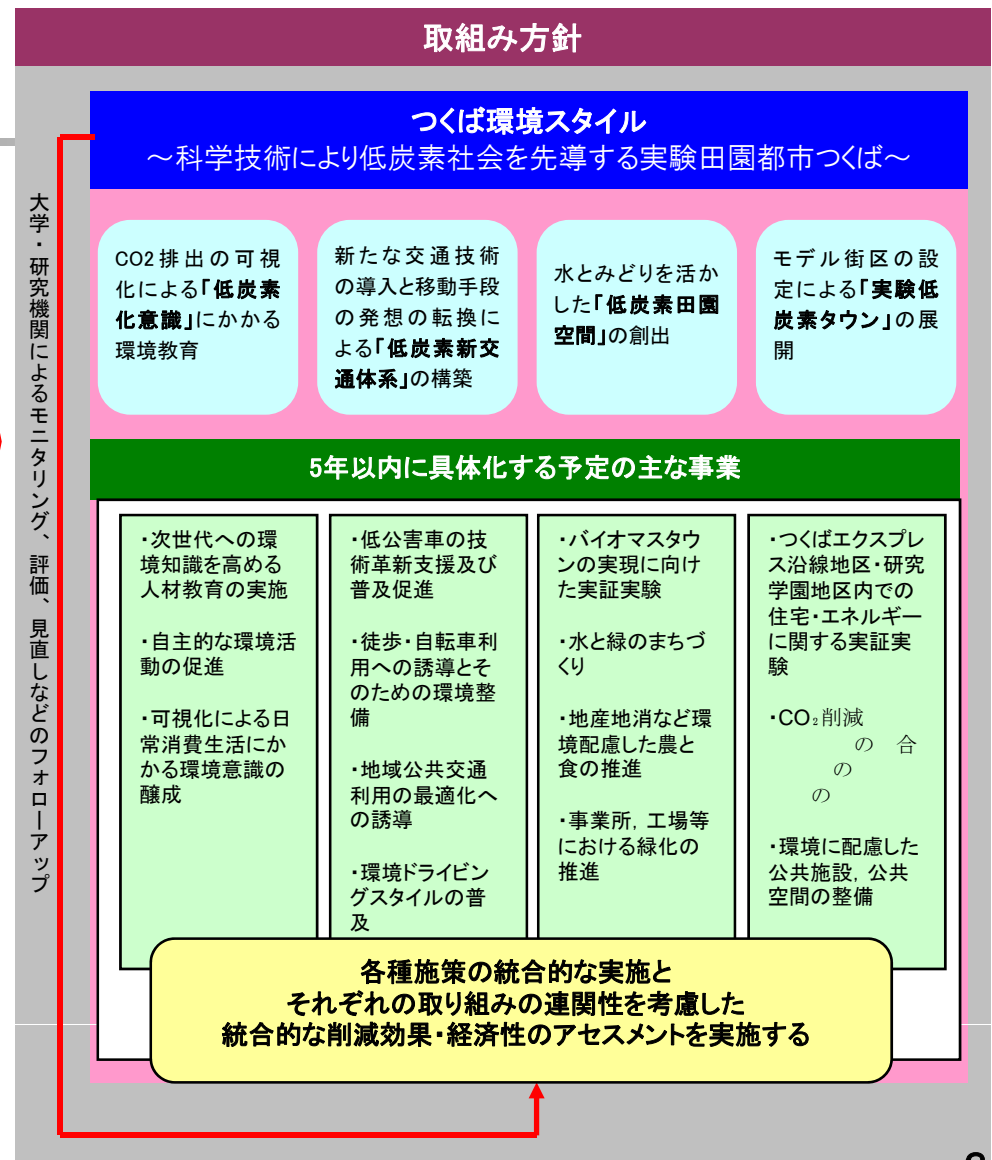 取組み方針
つくば環境スタイル
～科学技術により低炭素社会を先導する実験田園都市つくば～
大学・研究機関によるモニタリング、評価、見直しなどのフォローアップ
CO2排出の可視
化による「低炭素
化意識」にかかる
環境教育
新たな交通技術
の導入と移動手段
の発想の転換に
よる「低炭素新交
通体系」の構築
水とみどりを活か
した「低炭素田園
空間」の創出
モデル街区の設
定による「実験低
炭素タウン」の展
開
5年以内に具体化する予定の主な事業
・次世代への環
境知識を高める
人材教育の実施
・自主的な環境活
動の促進
・可視化による日
常消費生活にか
かる環境意識の
醸成
・低公害車の技
術革新支援及び
普及促進
・徒歩・自転車利
用への誘導とそ
のための環境整
備
・地域公共交通
利用の最適化へ
の誘導
・環境ドライビン
グスタイルの普
及
・バイオマスタウ
ンの実現に向け
た実証実験
・水と緑のまちづ
くり
・地産地消など環
境配慮した農と
食の推進
・事業所，工場等
における緑化の
推進
・つくばエクスプレ
ス沿線地区・研究
学園地区内での
住宅・エネルギー
に関する実証実
験
・CO₂削減
の 合
の
の
・環境に配慮した
公共施設，公共
空間の整備
各種施策の統合的な実施と
それぞれの取り組みの連関性を考慮した
統合的な削減効果・経済性のアセスメントを実施する